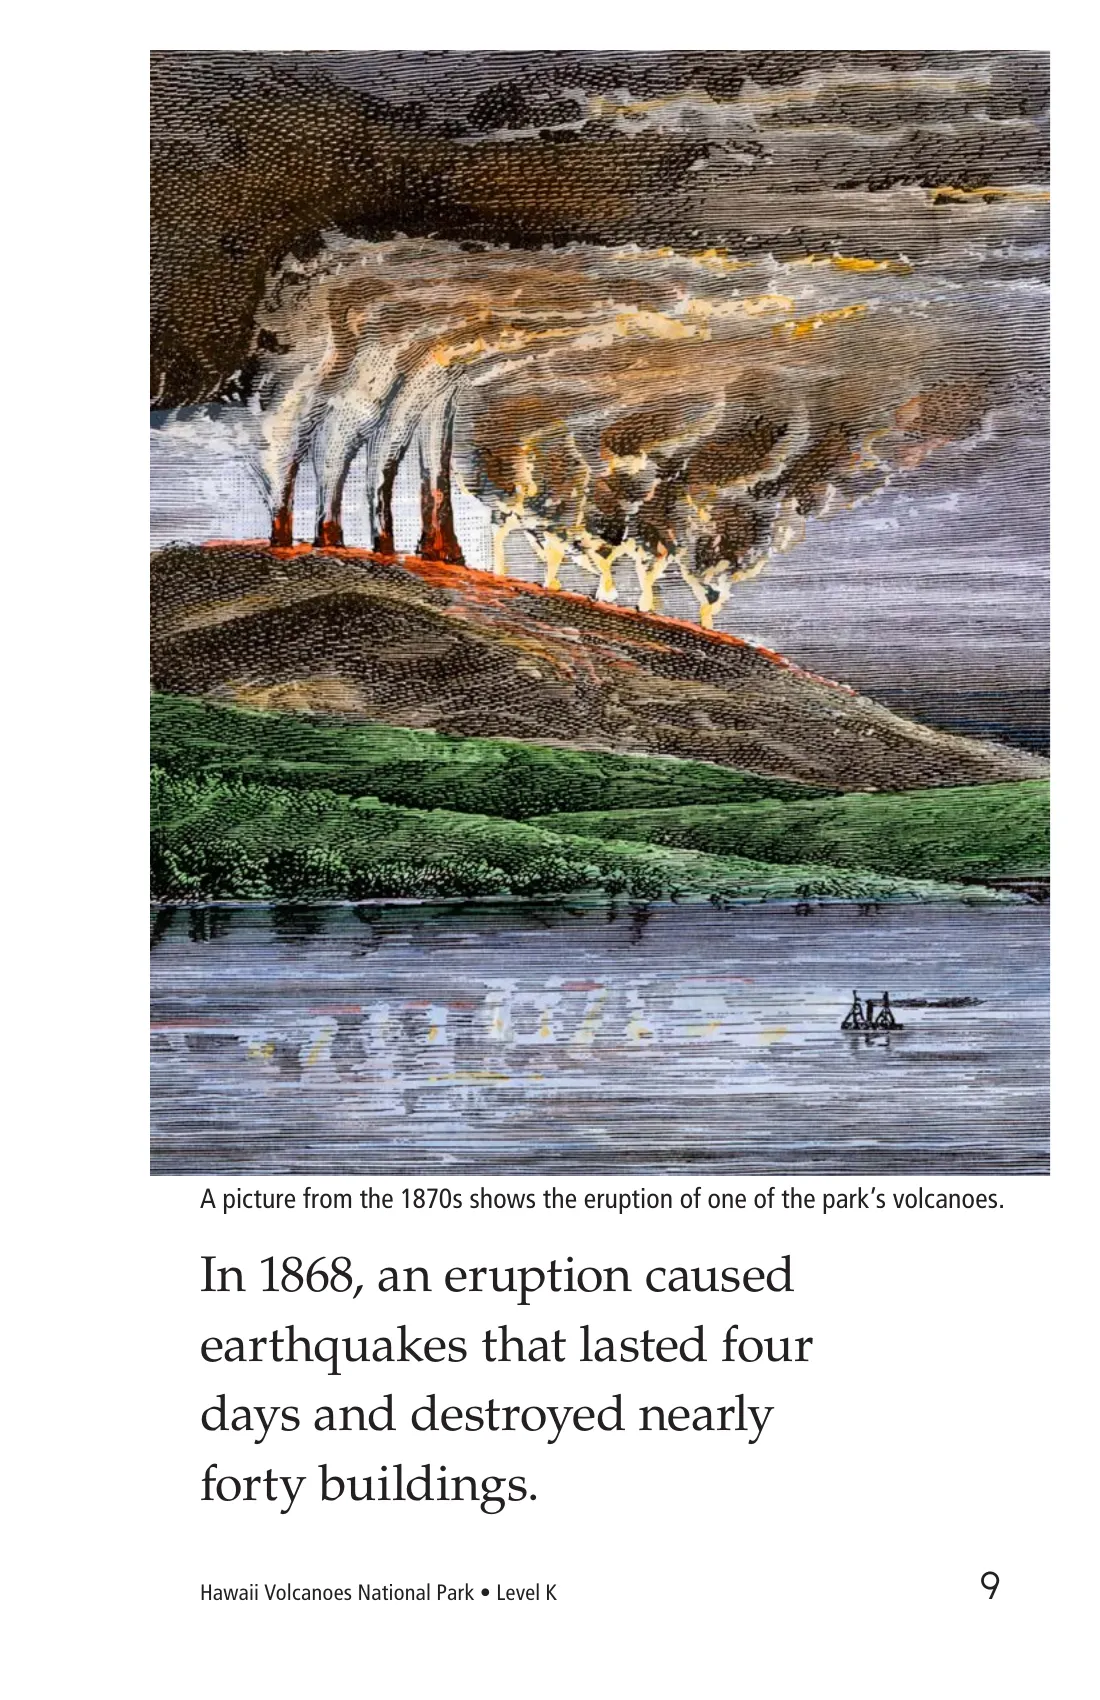 A picture from the 1870s shows the eruption of one of the park’s volcanoes.
In 1868, an eruption caused
earthquakes that lasted four
days and destroyed nearly
forty buildings.
Hawaii Volcanoes National Park • Level K
9